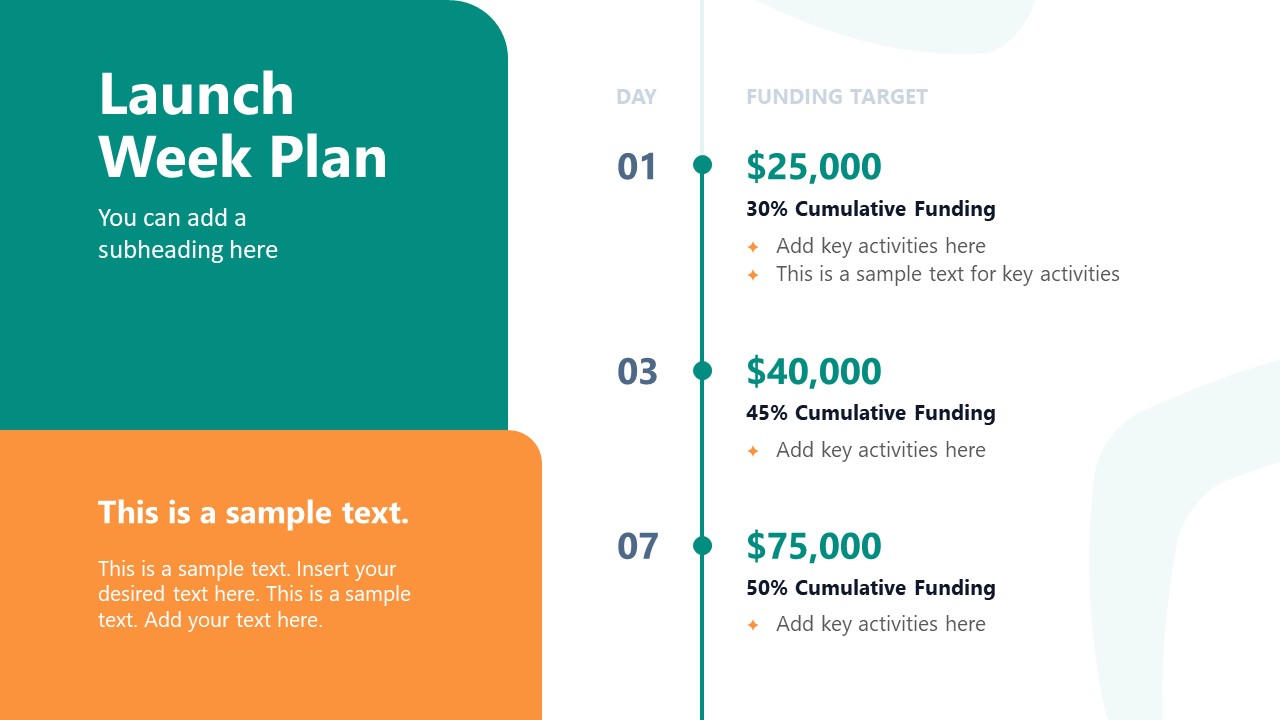 Launch
Week Plan
You can add a
subheading here
This is a sample text.
This is a sample text. Insert your
desired text here. This is a sample
text. Add your text here.
DAY FUNDING TARGET
01 $25,000
30% Cumulative Funding
✦ Add key activities here
✦ This is a sample text for key activities
03 $40,000
45% Cumulative Funding
✦ Add key activities here
07 $75,000
50% Cumulative Funding
✦ Add key activities here